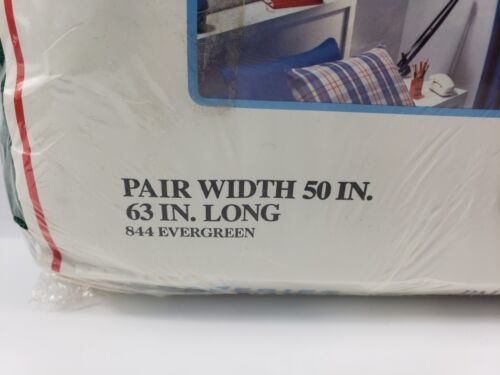 PAIR WIDTH 50 IN.
63 IN. LONG
844 EVERGREEN